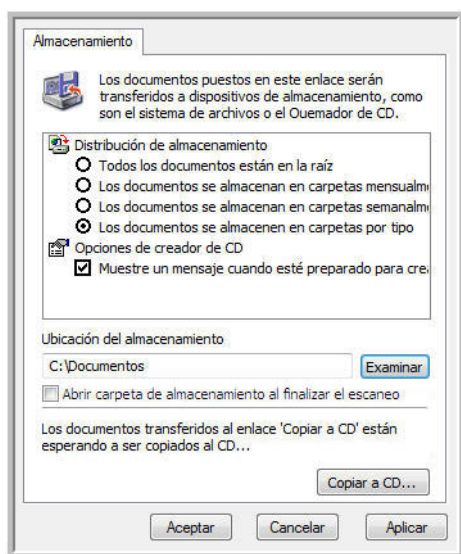 Almacenamiento
Los documentos puestos en este enlace serán
transferidos a dispositivos de almacenamiento, como
son el sistema de archivos o el Ouemador de CD.
Distribución de almacenamiento
Todos los documentos están en la raíz
Los documentos se almacenan en carpetas mensualme
Los documentos se almacenan en carpetas semanalme
Los documentos se almacenen en carpetas por tipo
Opciones de creador de CD
Muestre un mensaje cuando esté preparado para crea
Ubicación del almacenamiento
C:\Documentos
Examinar
Abrir carpeta de almacenamiento al finalizar el escaneo
Los documentos transferidos al enlace 'Copiar a CD' están
esperando a ser copiados al CD...
Copiar a CD...
Aceptar
Cancelar
Aplicar